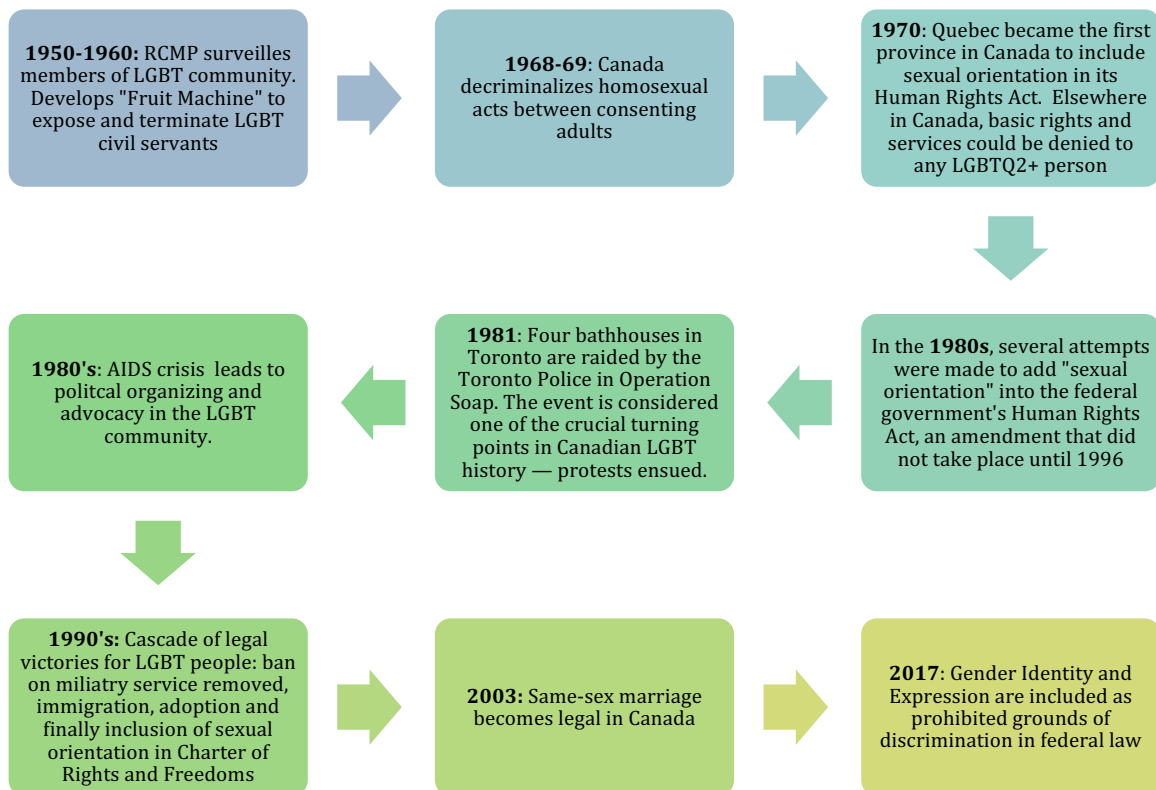 1950-1960: RCMP surveilles
members of LGBT community.
Develops "Fruit Machine" to
expose and terminate LGBT
civil servants
1968-69: Canada
decriminalizes homosexual
acts between consenting
adults
1970: Quebec became the first
province in Canada to include
sexual orientation in its
Human Rights Act.  Elsewhere
in Canada, basic rights and
services could be denied to
any LGBTQ2+ person
In the 1980s, several attempts
were made to add "sexual
orientation" into the federal
government's Human Rights
Act, an amendment that did
not take place until 1996
1981: Four bathhouses in
Toronto are raided by the
Toronto Police in Operation
Soap. The event is considered
one of the crucial turning
points in Canadian LGBT
history — protests ensued.
1980's: AIDS crisis  leads to
politcal organizing and
advocacy in the LGBT
community.
1990's: Cascade of legal
victories for LGBT people: ban
on miliatry service removed,
immigration, adoption and
finally inclusion of sexual
orientation in Charter of
Rights and Freedoms
2003: Same-sex marriage
becomes legal in Canada
2017: Gender Identity and
Expression are included as
prohibited grounds of
discrimination in federal law